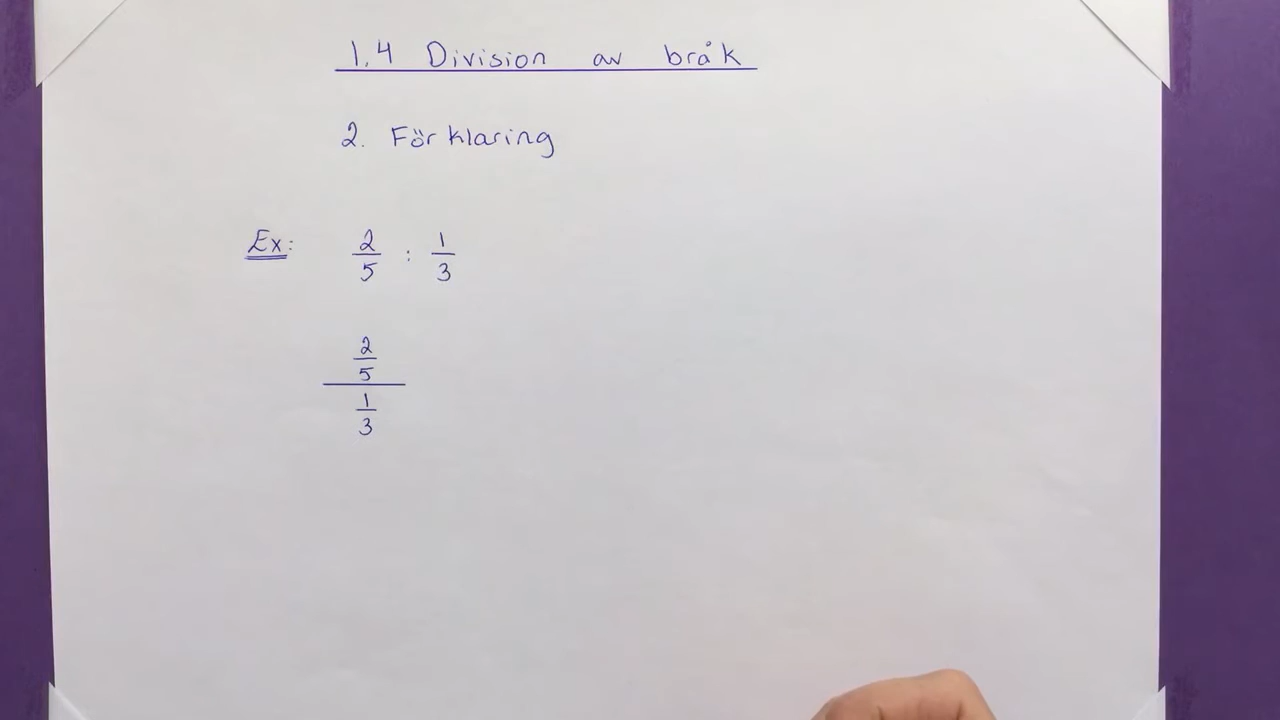 1.4 Division av bråk
2. Förklaring
Ex: 2/5 : 1/3
2/5
1/3